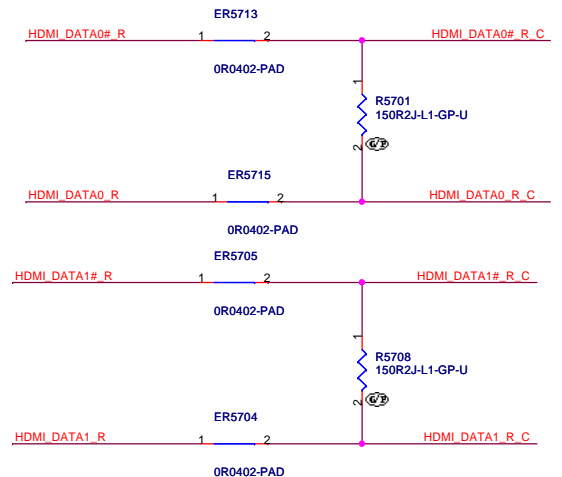 ER5713
HDMI_DATA0#_R 1 2 HDMI_DATA0#_R_C
0R0402-PAD
1
R5701
150R2J-L1-GP-U
2 G/P
ER5715
HDMI_DATA0_R 1 2 HDMI_DATA0_R_C
0R0402-PAD
ER5705
HDMI_DATA1#_R 1 2 HDMI_DATA1#_R_C
0R0402-PAD
1
R5708
150R2J-L1-GP-U
2 G/P
ER5704
HDMI_DATA1_R 1 2 HDMI_DATA1_R_C
0R0402-PAD